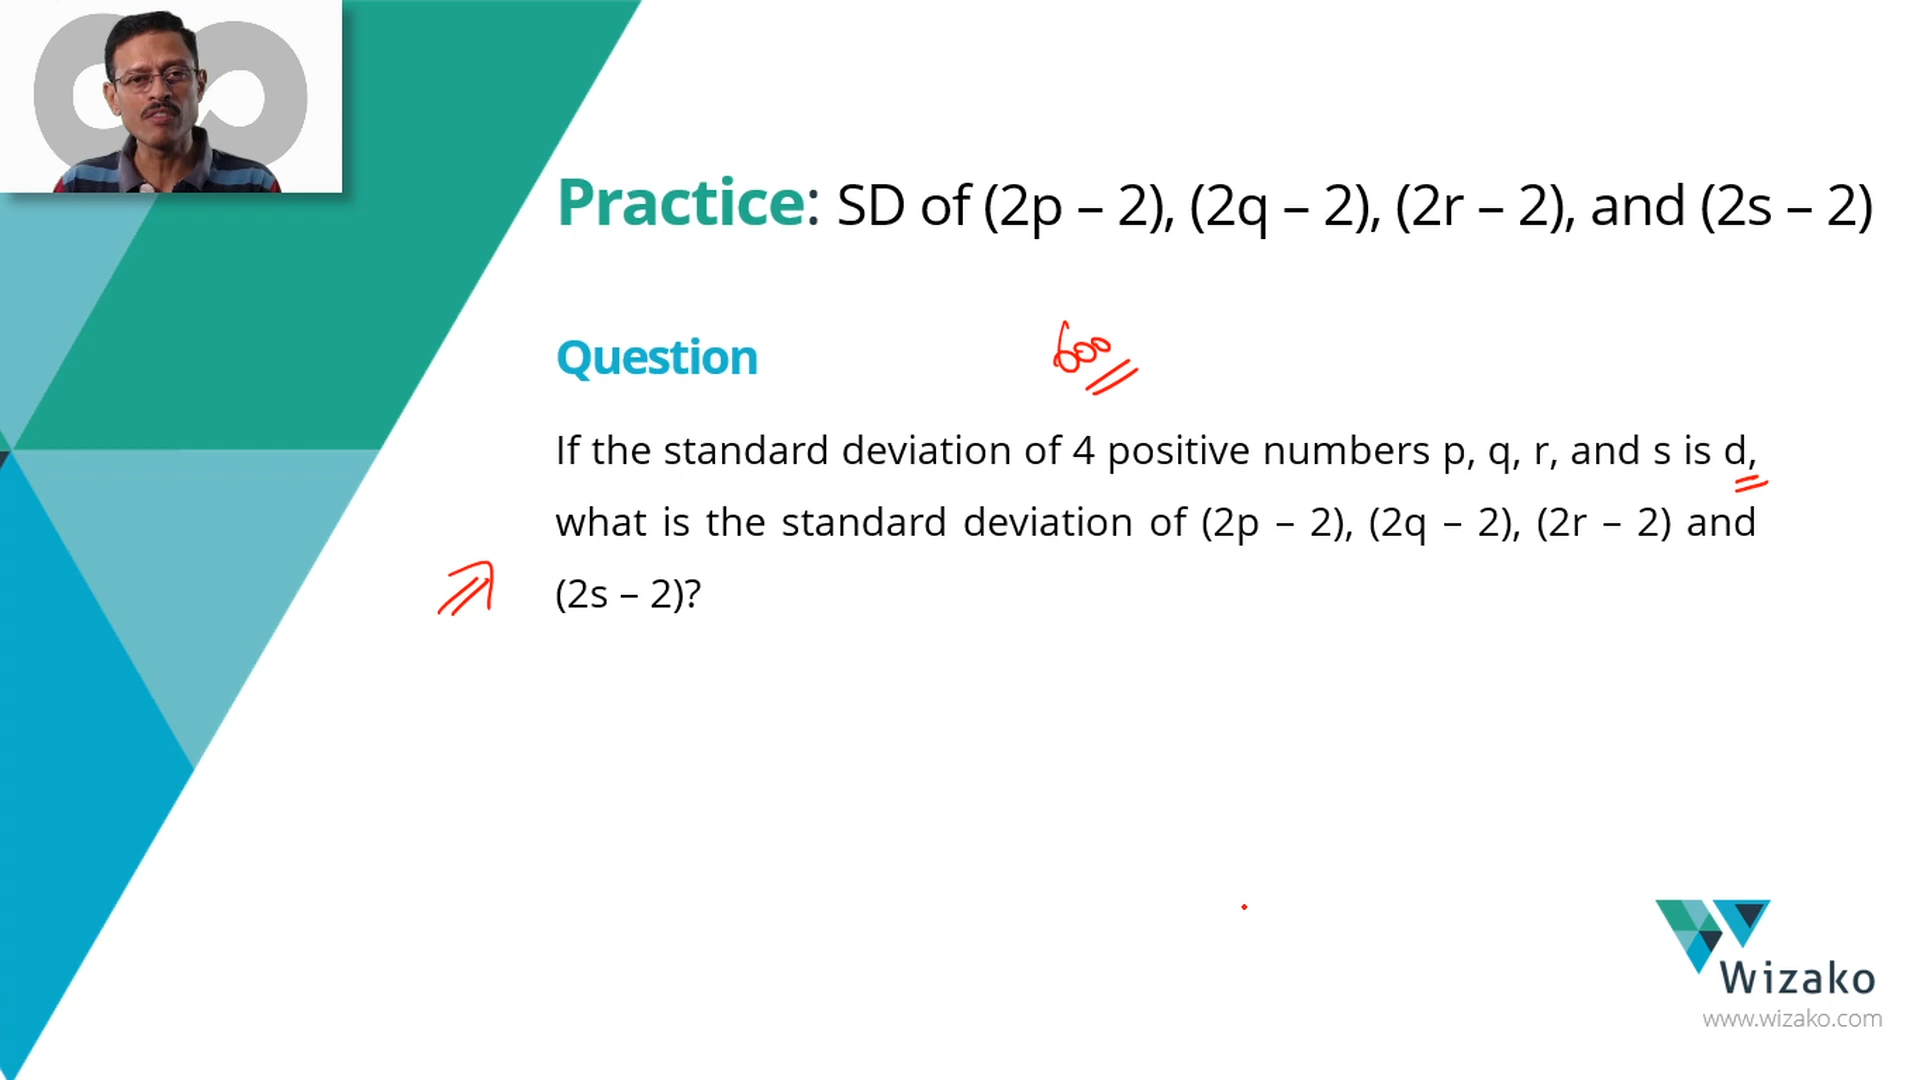 Practice: SD of (2p – 2), (2q – 2), (2r – 2), and (2s – 2)
Question
600
If the standard deviation of 4 positive numbers p, q, r, and s is d,
what is the standard deviation of (2p – 2), (2q – 2), (2r – 2) and
(2s – 2)?
Wizako
www.wizako.com